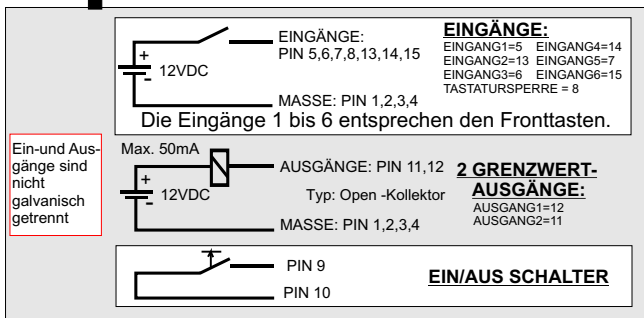 EINGÄNGE:
PIN 5,6,7,8,13,14,15
+
12VDC
-
MASSE: PIN 1,2,3,4
EINGÄNGE:
EINGANG1=5 EINGANG4=14
EINGANG2=13 EINGANG5=7
EINGANG3=6 EINGANG6=15
TASTATURSPERRE = 8
Die Eingänge 1 bis 6 entsprechen den Fronttasten.
Ein-und Aus-
gänge sind
nicht
galvanisch
getrennt
Max. 50mA
+
12VDC
-
AUSGÄNGE: PIN 11,12
Typ: Open -Kollektor
MASSE: PIN 1,2,3,4
2 GRENZWERT-
AUSGÄNGE:
AUSGANG1=12
AUSGANG2=11
PIN 9
PIN 10
EIN/AUS SCHALTER